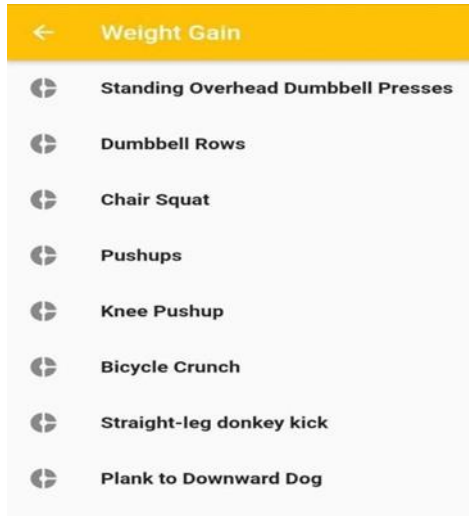 Weight Gain
Standing Overhead Dumbbell Presses
Dumbbell Rows
Chair Squat
Pushups
Knee Pushup
Bicycle Crunch
Straight-leg donkey kick
Plank to Downward Dog